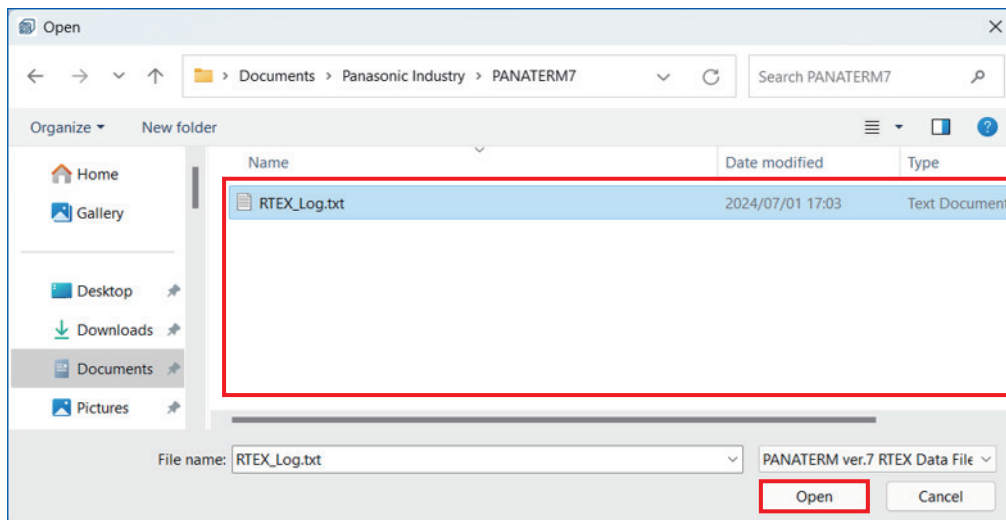 Open
Documents > Panasonic Industry > PANATERM7
Search PANATERM7
Organize
New folder
Name
Date modified
Type
Home
Gallery
RTEX_Log.txt
2024/07/01 17:03
Text Documen
Desktop
Downloads
Documents
Pictures
File name: RTEX_Log.txt
PANATERM ver.7 RTEX Data File
Open
Cancel